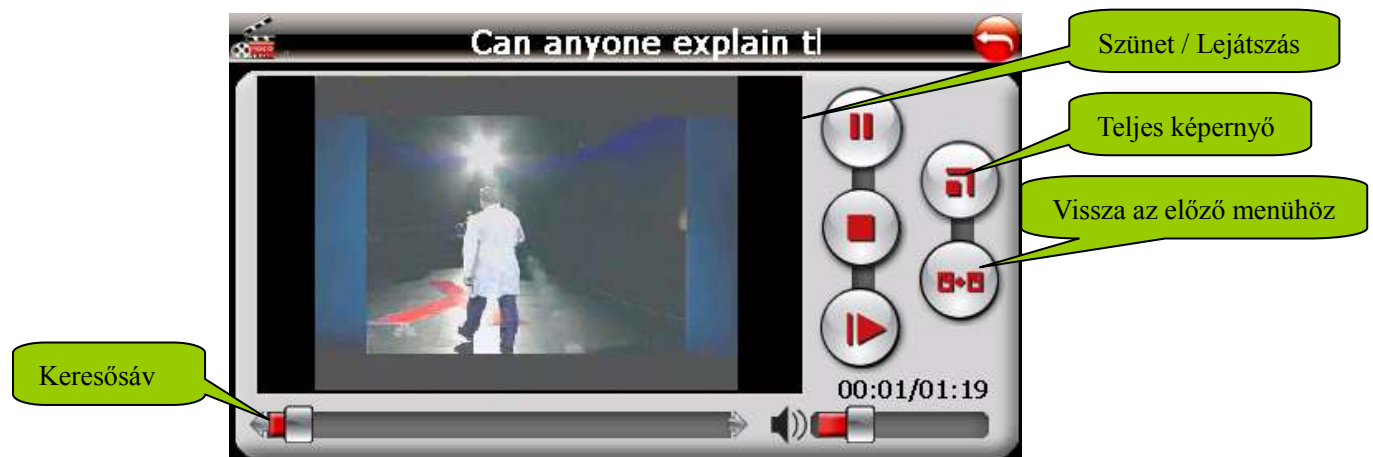 Can anyone explain tl
Szünet / Lejátszás
Teljes képernyő
Vissza az előző menühöz
Keresősáv
00:01/01:19